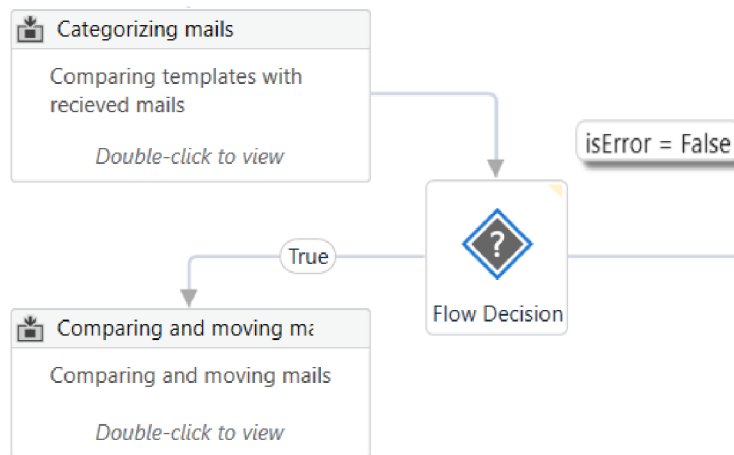 Categorizing mails
Comparing templates with
recieved mails
Double-click to view
isError = False
?
True
Flow Decision
Comparing and moving ma
Comparing and moving mails
Double-click to view